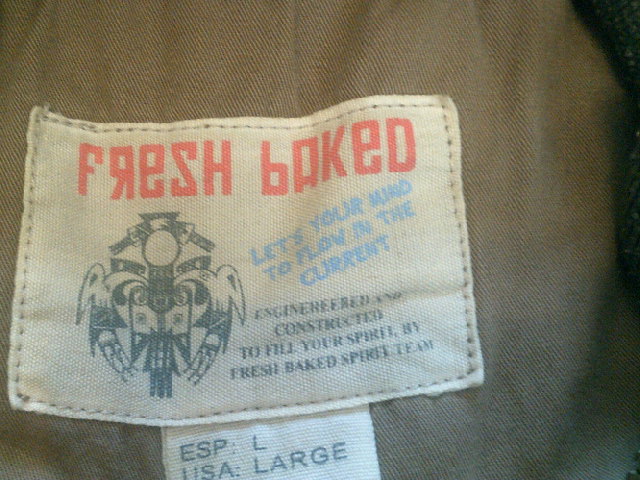 FRESH BAKED
LET'S YOUR MIND
TO FLOW IN THE
CURRENT
ENGINEHEERED AND
CONSTRUCTED
TO FILL YOUR SPIRIT, BY
FRESH BAKED SPIRIT TEAM
ESP: L
USA: LARGE